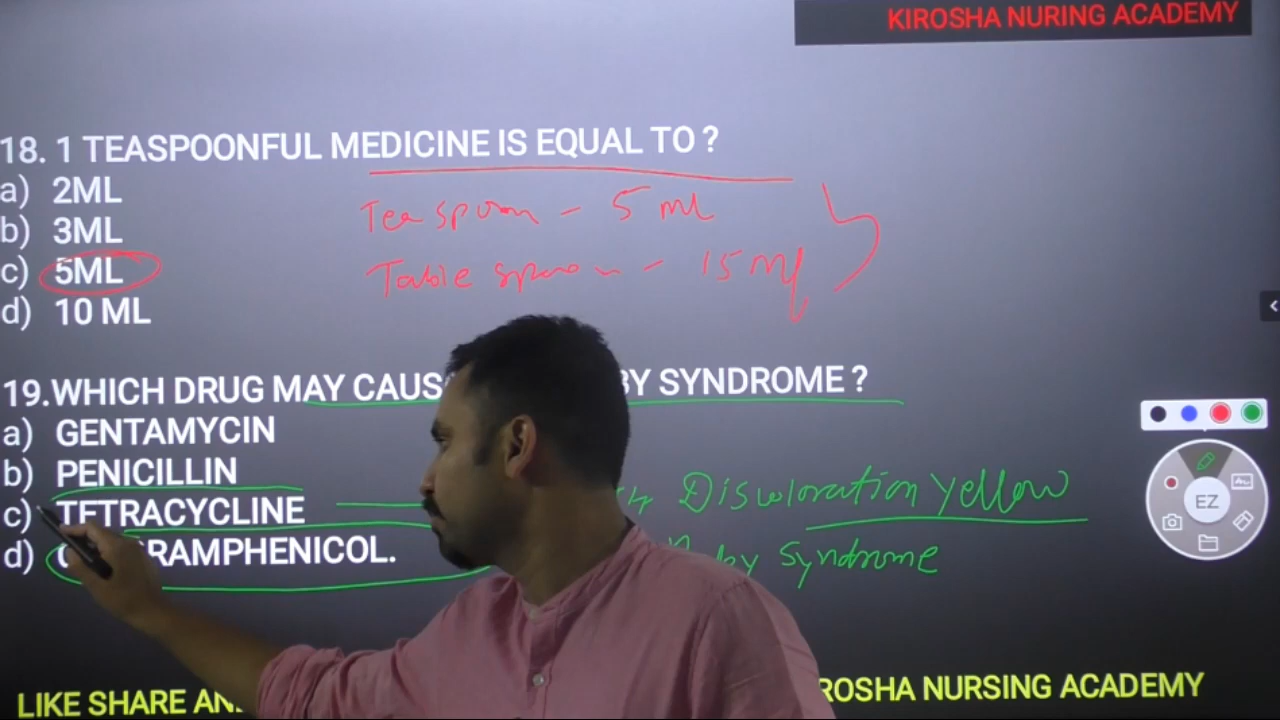 KIROSHA NURING ACADEMY
18. 1 TEASPOONFUL MEDICINE IS EQUAL TO ?
a) 2ML
b) 3ML
c) 5ML
d) 10 ML
Tea spoon - 5 ml
Table spoon - 15 ml
19.WHICH DRUG MAY CAUS BY SYNDROME ?
a) GENTAMYCIN
b) PENICILLIN
c) TETRACYCLINE
d) RAMPHENICOL.
Discoloration yellow
by Syndrome
EZ
LIKE SHARE AN ROSHA NURSING ACADEMY